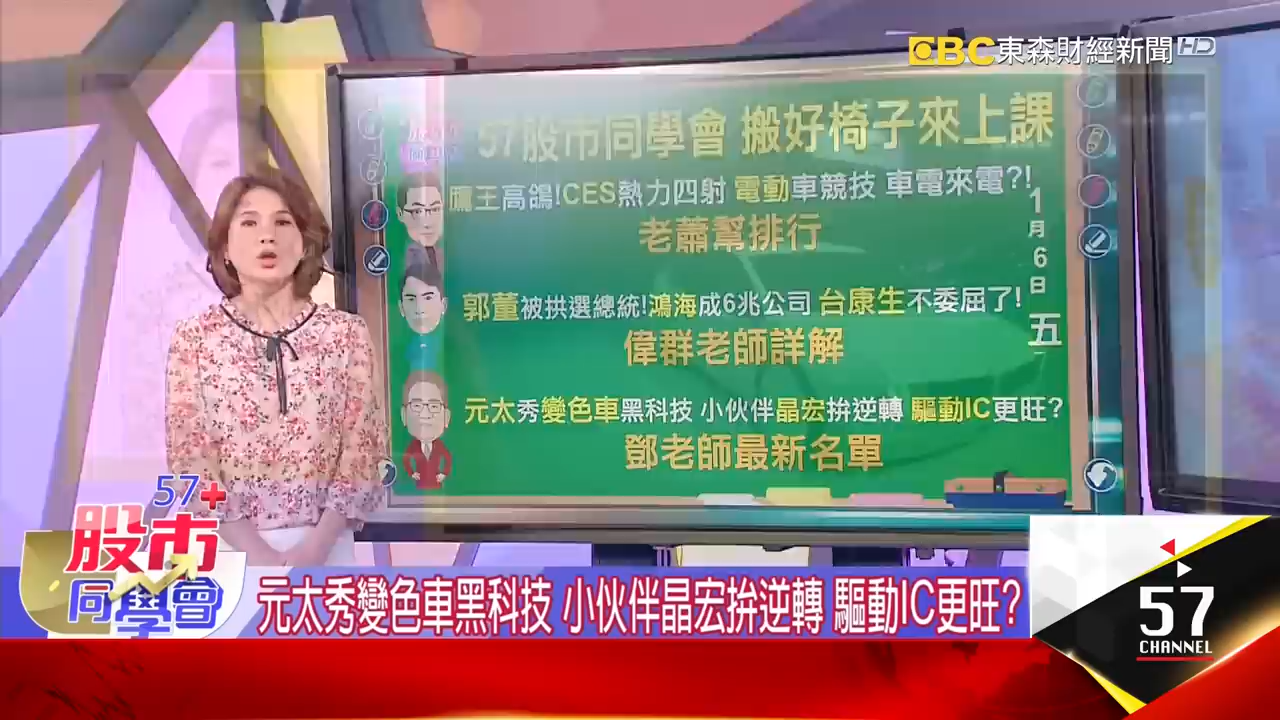 EBC東森財經新聞HD
57股市同學會 搬好椅子來上課
鷹王高鴿!CES熱力四射 電動車競技 車電來電?!
老蕭幫排行
郭董被拱選總統!鴻海成6兆公司 台康生不委屈了!
偉群老師詳解
元太秀變色車黑科技 小伙伴晶宏拚逆轉 驅動IC更旺?
鄧老師最新名單
1月6日 五
57+
股市
同學會
元太秀變色車黑科技 小伙伴晶宏拚逆轉 驅動IC更旺?
57
CHANNEL